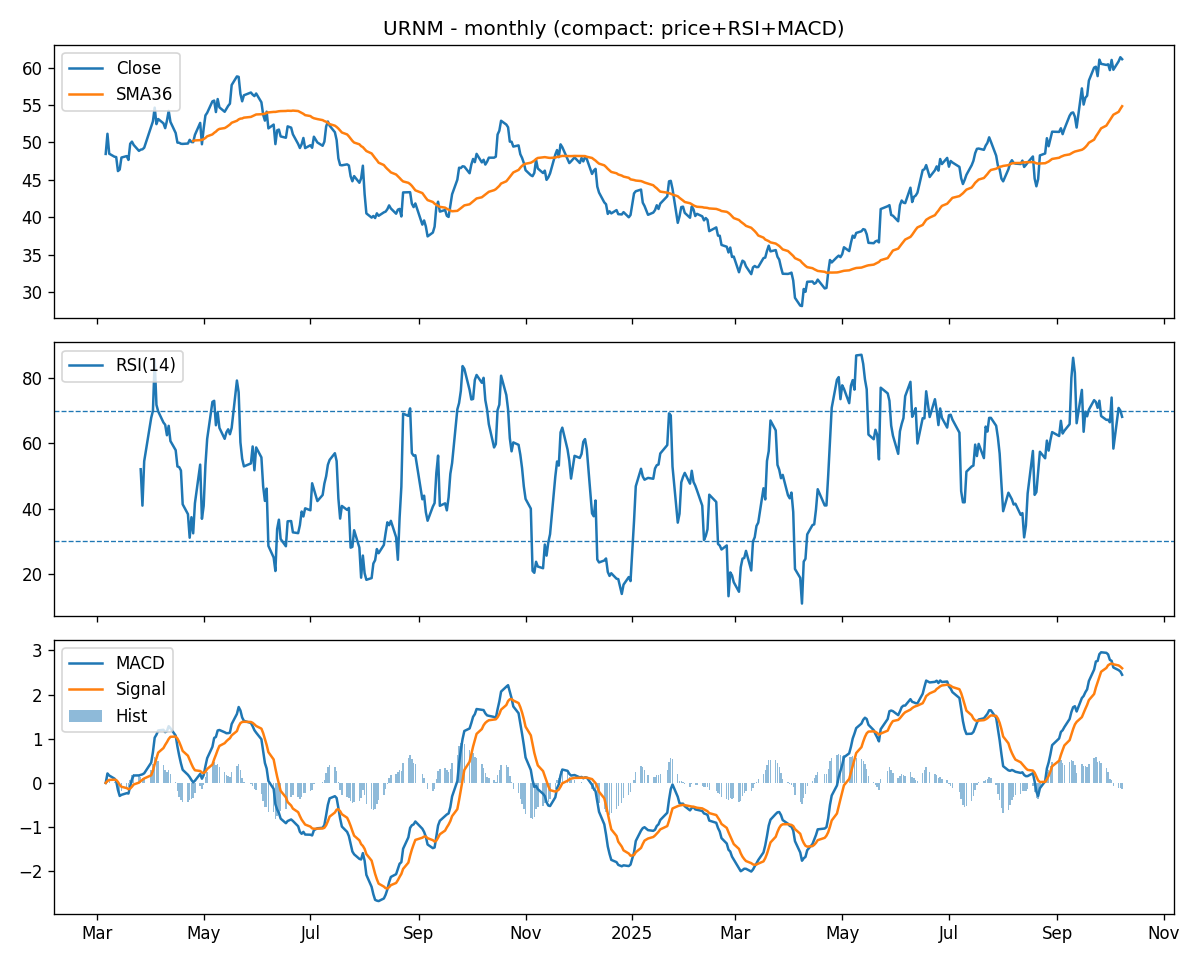 URNM - monthly (compact: price+RSI+MACD)
60
55
50
45
40
35
30
Close
SMA36
80
60
40
20
RSI(14)
3
2
1
0
−1
−2
MACD
Signal
Hist
Mar May Jul Sep Nov 2025 Mar May Jul Sep Nov